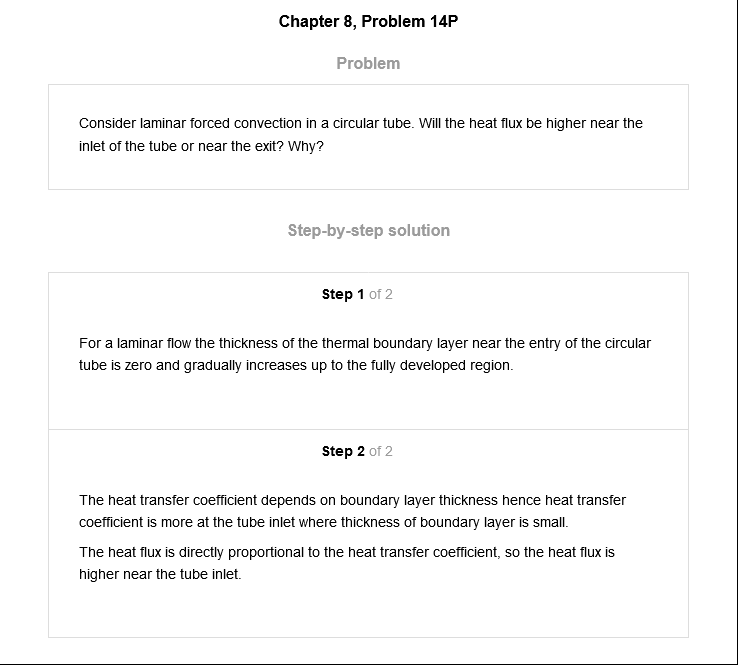 Chapter 8, Problem 14P
Problem
Consider laminar forced convection in a circular tube. Will the heat flux be higher near the
inlet of the tube or near the exit? Why?
Step-by-step solution
Step 1 of 2
For a laminar flow the thickness of the thermal boundary layer near the entry of the circular
tube is zero and gradually increases up to the fully developed region.
Step 2 of 2
The heat transfer coefficient depends on boundary layer thickness hence heat transfer
coefficient is more at the tube inlet where thickness of boundary layer is small.
The heat flux is directly proportional to the heat transfer coefficient, so the heat flux is
higher near the tube inlet.